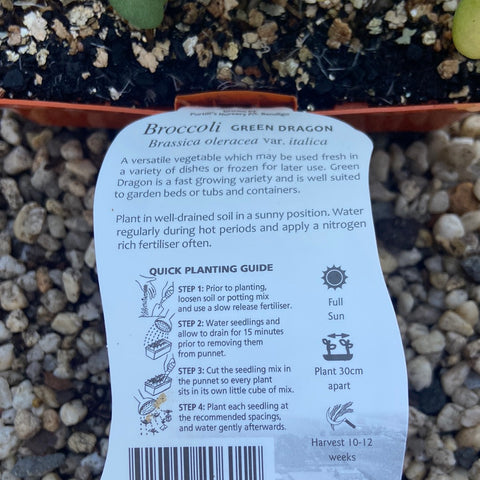 Broccoli GREEN DRAGON
Brassica oleracea var. italica
A versatile vegetable which may be used fresh in
a variety of dishes or frozen for later use. Green
Dragon is a fast growing variety and is well suited
to garden beds or tubs and containers.
Plant in well-drained soil in a sunny position. Water
regularly during hot periods and apply a nitrogen
rich fertiliser often.
QUICK PLANTING GUIDE
STEP 1: Prior to planting,
loosen soil or potting mix
and use a slow release fertiliser.
STEP 2: Water seedlings and
allow to drain for 15 minutes
prior to removing them
from punnet.
STEP 3: Cut the seedling mix in
the punnet so every plant
sits in its own little cube of mix.
STEP 4: Plant each seedling at
the recommended spacings,
and water gently afterwards.
Full
Sun
Plant 30cm
apart
Harvest 10-12
weeks